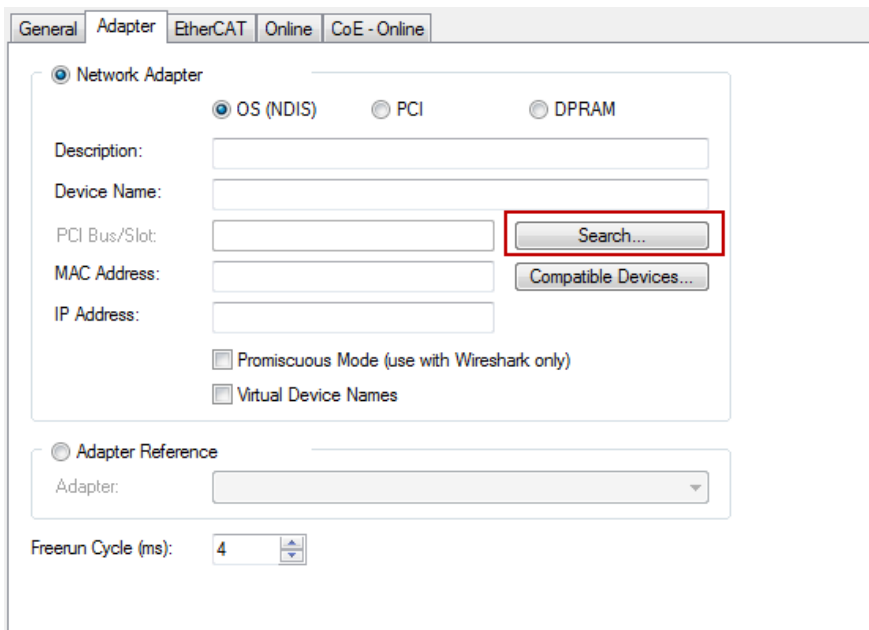 General Adapter EtherCAT Online CoE - Online
Network Adapter
OS (NDIS) PCI DPRAM
Description:
Device Name:
PCI Bus/Slot: Search...
MAC Address: Compatible Devices...
IP Address:
Promiscuous Mode (use with Wireshark only)
Virtual Device Names
Adapter Reference
Adapter:
Freerun Cycle (ms): 4